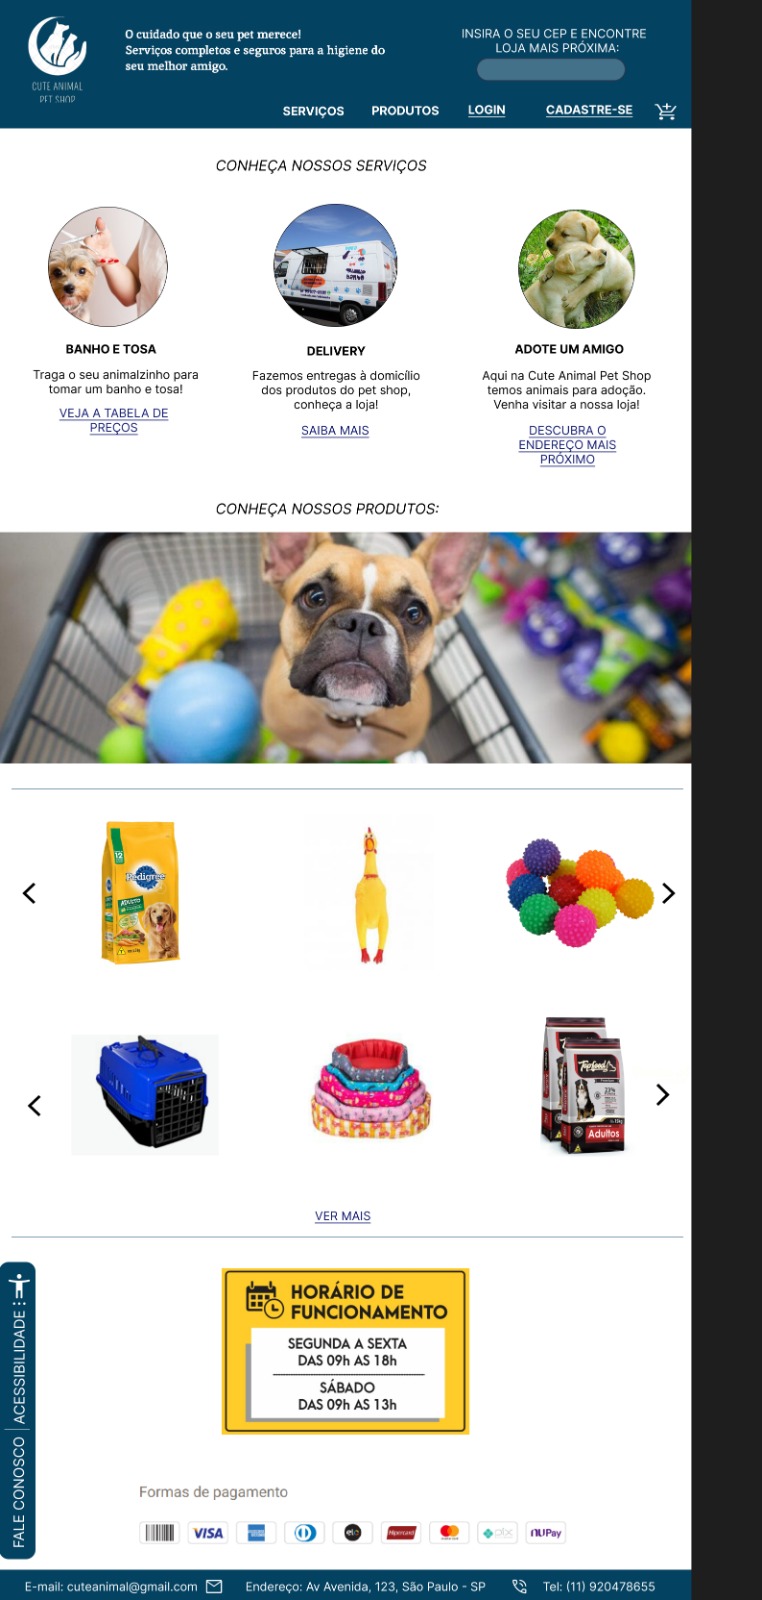 CUTE ANIMAL
PET SHOP
O cuidado que o seu pet merece!
Serviços completos e seguros para a higiene do
seu melhor amigo.
INSIRA O SEU CEP E ENCONTRE
LOJA MAIS PRÓXIMA:
SERVIÇOS
PRODUTOS
LOGIN
CADASTRE-SE
CONHEÇA NOSSOS SERVIÇOS
BANHO E TOSA
Traga o seu animalzinho para
tomar um banho e tosa!
VEJA A TABELA DE
PREÇOS
DELIVERY
Fazemos entregas à domicílio
dos produtos do pet shop,
conheça a loja!
SAIBA MAIS
ADOTE UM AMIGO
Aqui na Cute Animal Pet Shop
temos animais para adoção.
Venha visitar a nossa loja!
DESCUBRA O
ENDEREÇO MAIS
PRÓXIMO
CONHEÇA NOSSOS PRODUTOS:
12
Pedigree
ADULTO
Adultos
VER MAIS
HORÁRIO DE
FUNCIONAMENTO
SEGUNDA A SEXTA
DAS 09h AS 18h
SÁBADO
DAS 09h AS 13h
ACESSIBILIDADE
FALE CONOSCO
Formas de pagamento
VISA
elo
Hipercard
pix
NUPay
E-mail: cuteanimal@gmail.com
Endereço: Av Avenida, 123, São Paulo - SP
Tel: (11) 920478655